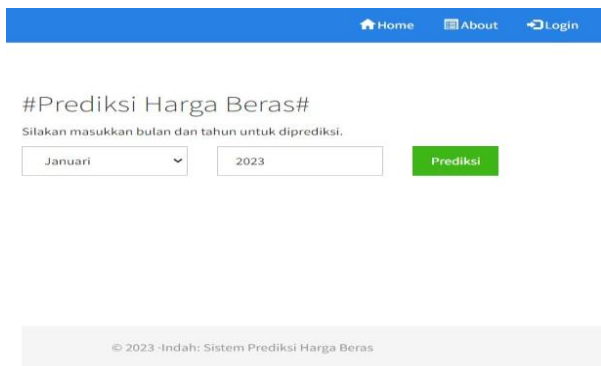 Home About Login
#Prediksi Harga Beras#
Silakan masukkan bulan dan tahun untuk diprediksi.
Januari 2023 Prediksi
© 2023 -Indah: Sistem Prediksi Harga Beras